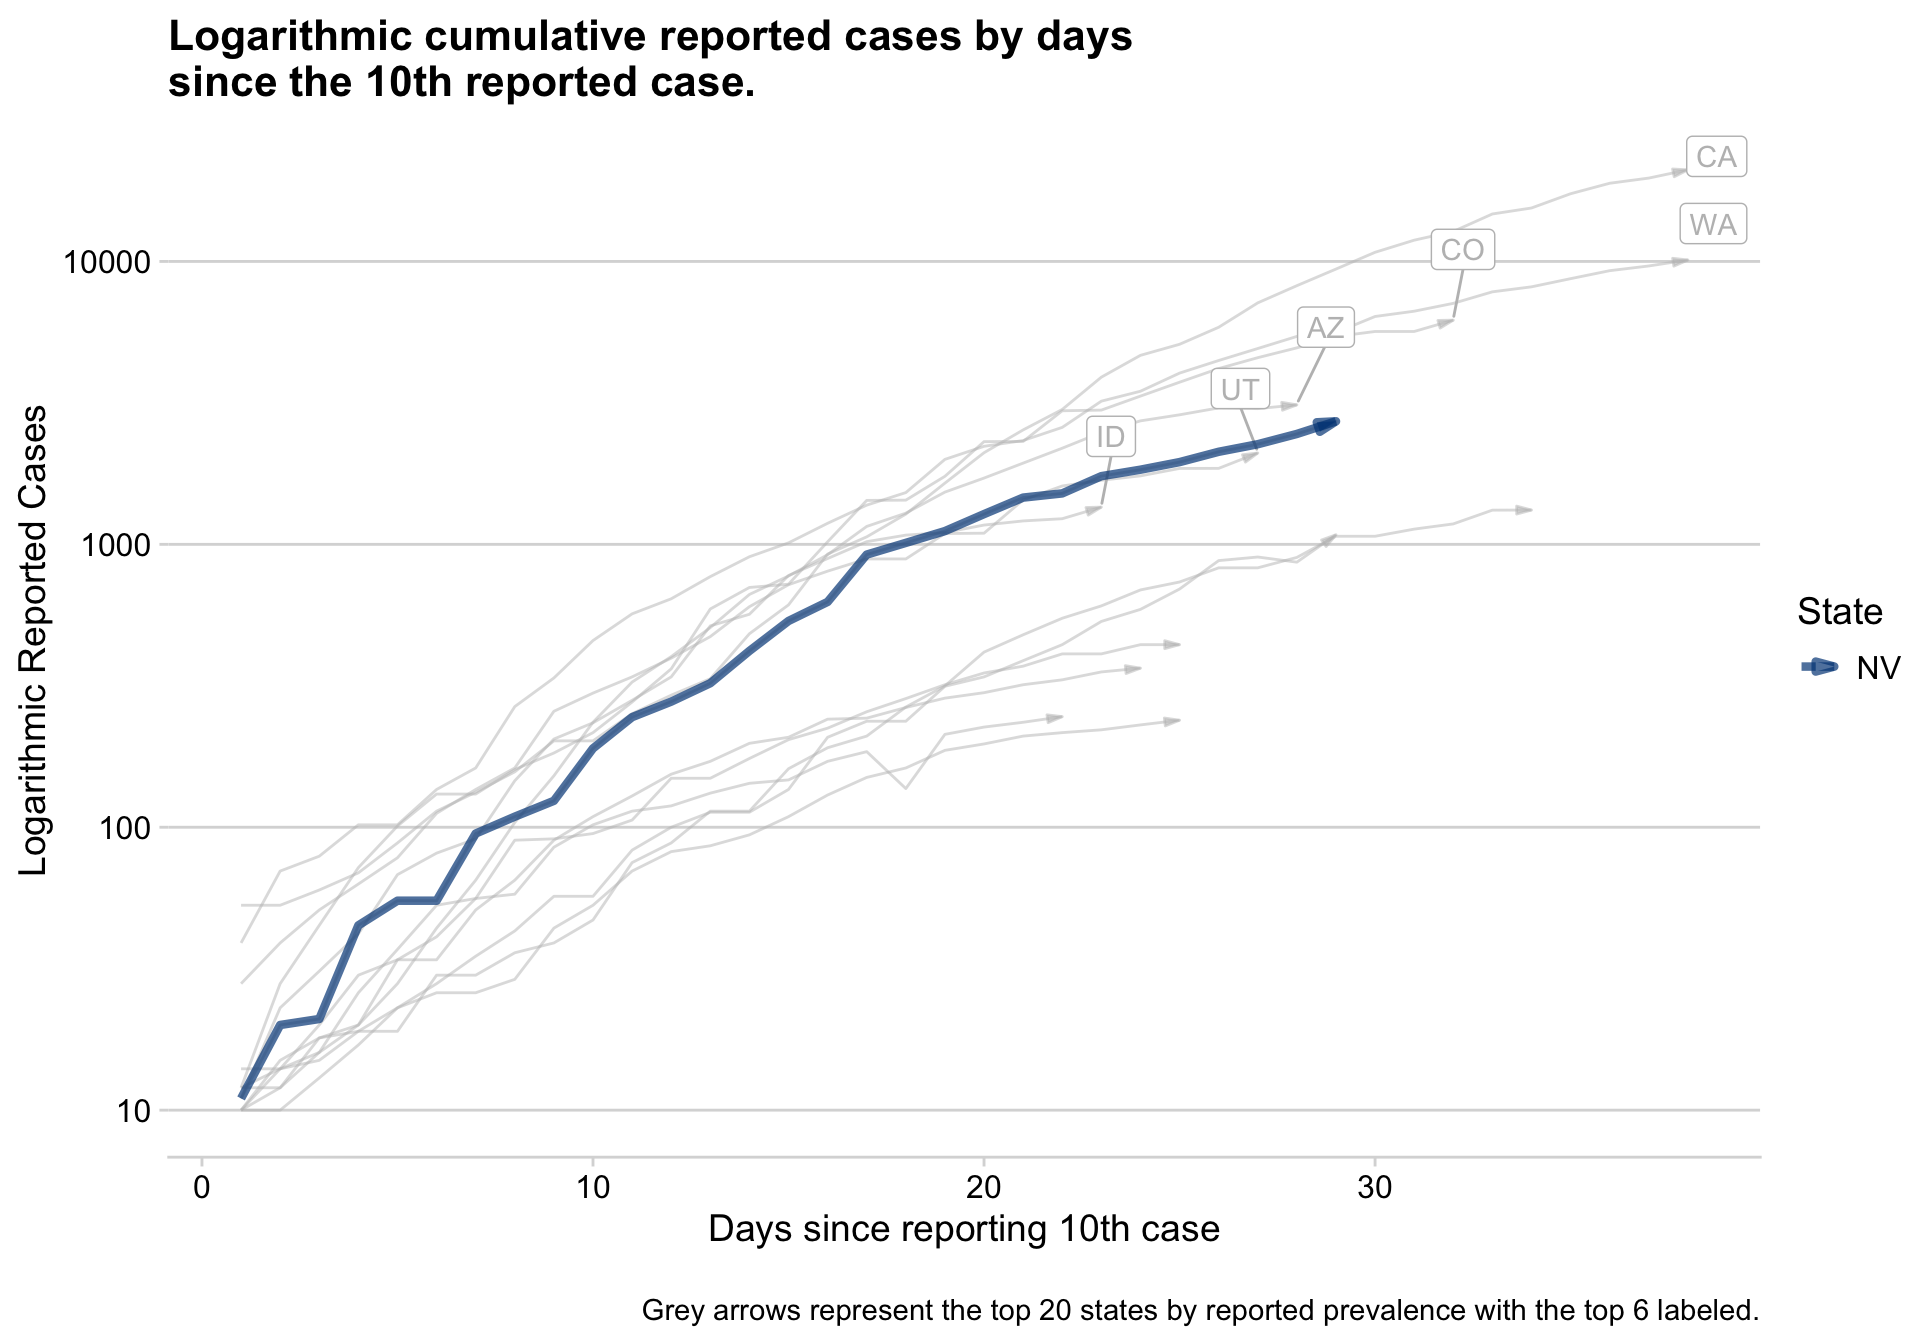 Logarithmic cumulative reported cases by days
since the 10th reported case.
CA
WA
CO
AZ
UT
ID
10000
1000
100
10
Logarithmic Reported Cases
State
NV
0 10 20 30
Days since reporting 10th case
Grey arrows represent the top 20 states by reported prevalence with the top 6 labeled.